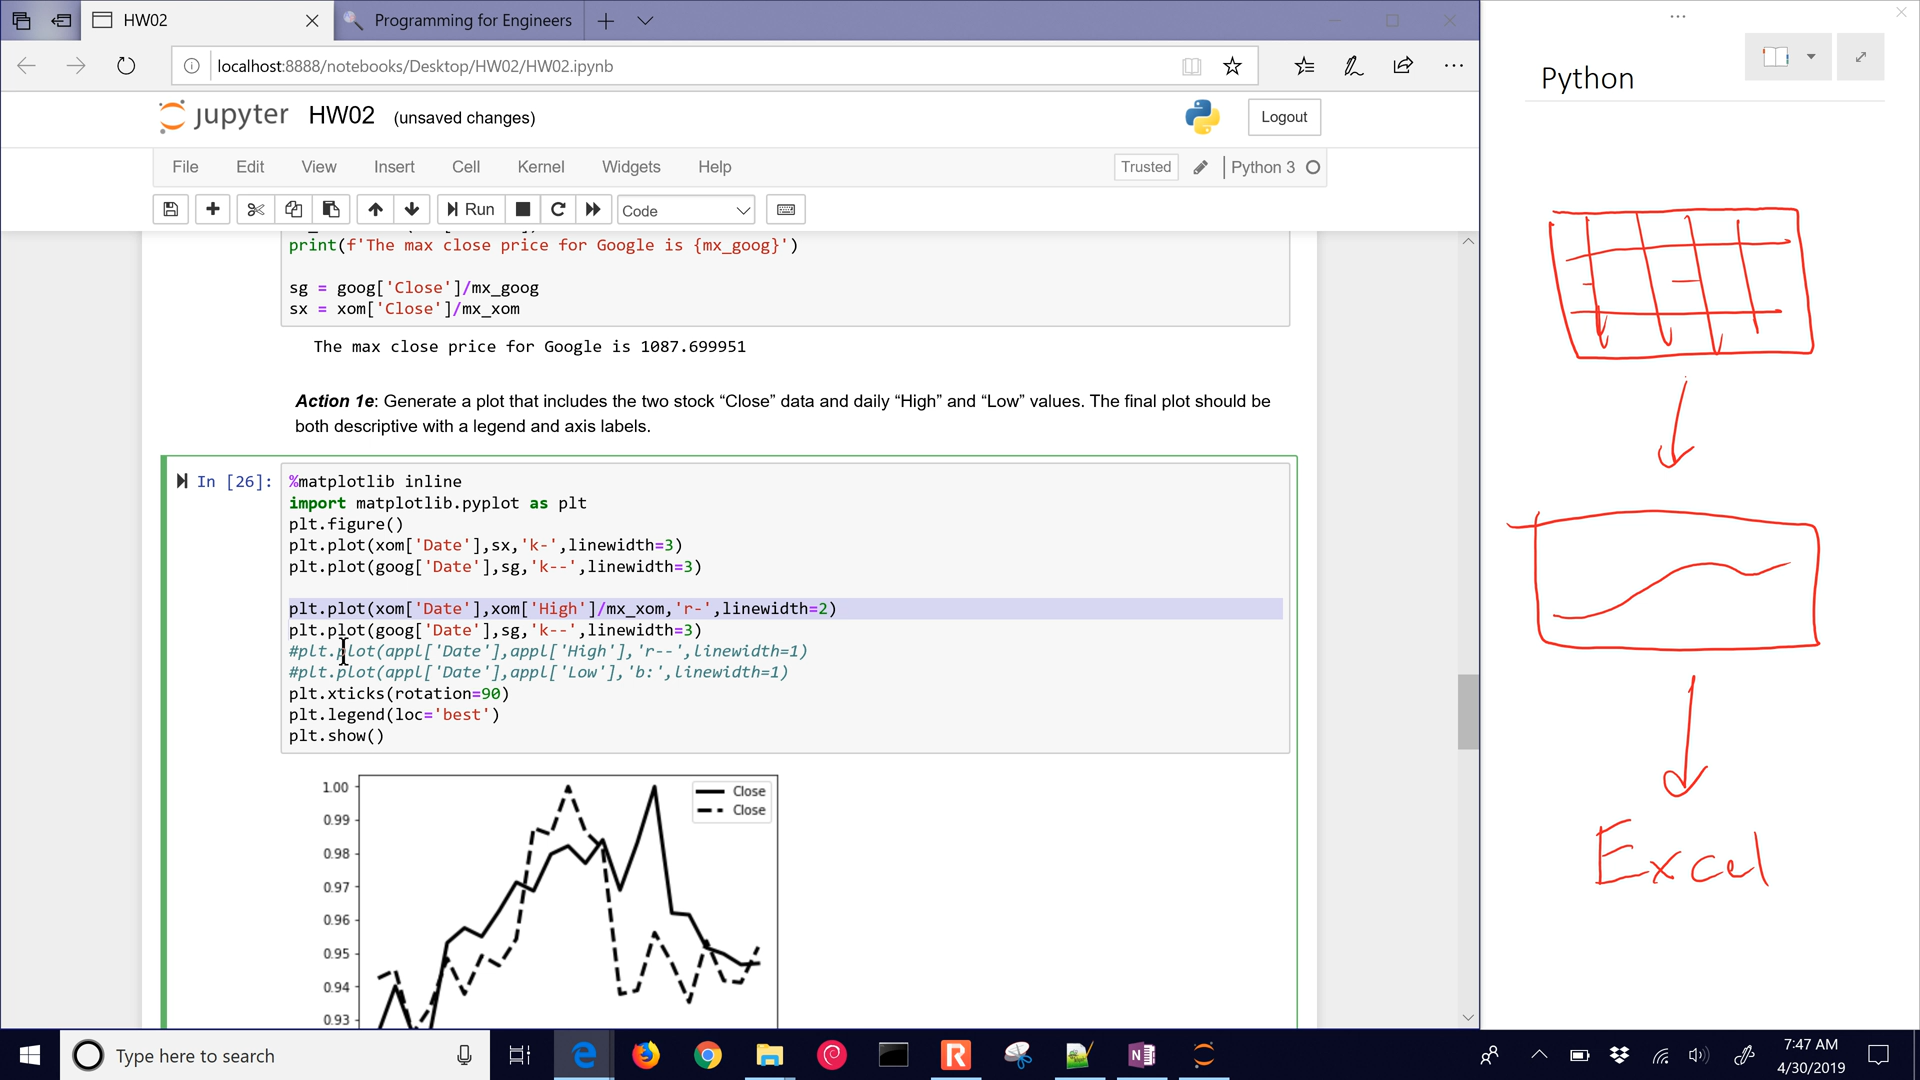 HW02
Programming for Engineers
localhost:8888/notebooks/Desktop/HW02/HW02.ipynb
Python
jupyter HW02 (unsaved changes)
Logout
File Edit View Insert Cell Kernel Widgets Help
Trusted
Python 3
Run
Code
print(f'The max close price for Google is {mx_goog}')
sg = goog['Close']/mx_goog
sx = xom['Close']/mx_xom
The max close price for Google is 1087.699951
Action 1e: Generate a plot that includes the two stock “Close” data and daily “High” and “Low” values. The final plot should be
both descriptive with a legend and axis labels.
In [26]:
%matplotlib inline
import matplotlib.pyplot as plt
plt.figure()
plt.plot(xom['Date'],sx,'k-',linewidth=3)
plt.plot(goog['Date'],sg,'k--',linewidth=3)
plt.plot(xom['Date'],xom['High']/mx_xom,'r-',linewidth=2)
plt.plot(goog['Date'],sg,'k--',linewidth=3)
#plt.plot(appl['Date'],appl['High'],'r--',linewidth=1)
#plt.plot(appl['Date'],appl['Low'],'b:',linewidth=1)
plt.xticks(rotation=90)
plt.legend(loc='best')
plt.show()
1.00
0.99
0.98
0.97
0.96
0.95
0.94
0.93
Close
Close
Excel
Type here to search
7:47 AM
4/30/2019